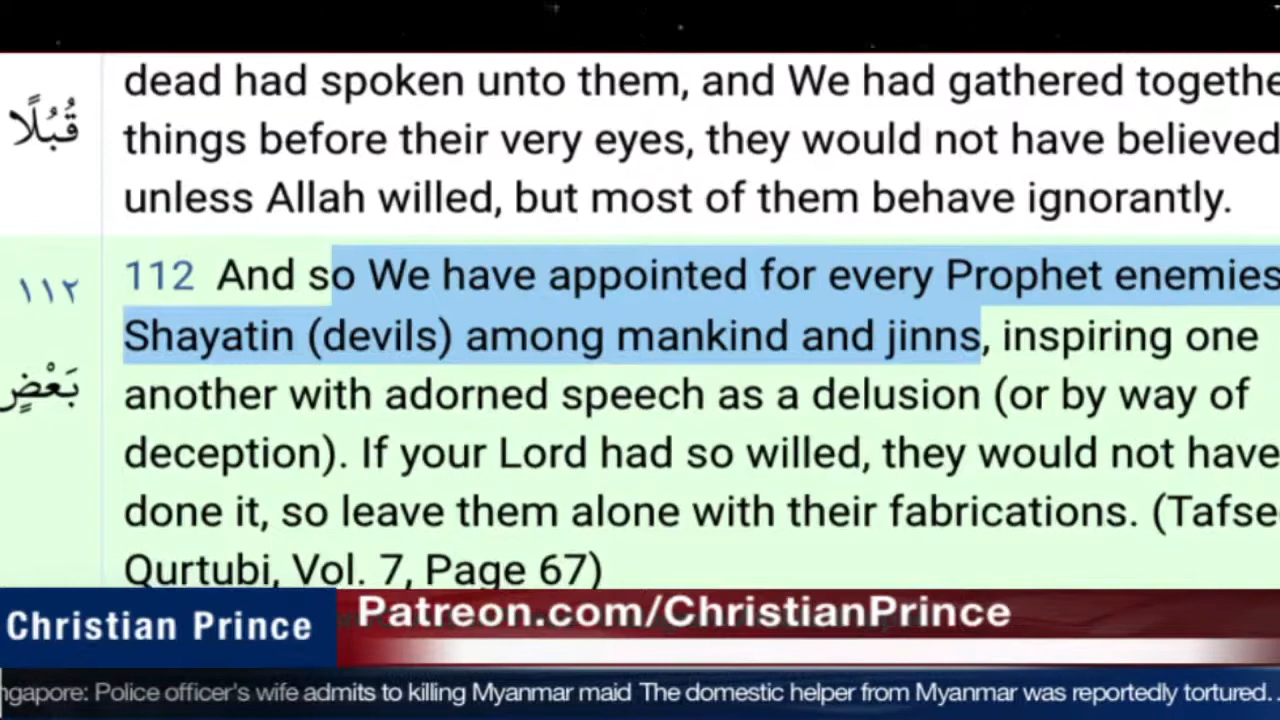 dead had spoken unto them, and We had gathered togethe
قُبُلًا
things before their very eyes, they would not have believed
unless Allah willed, but most of them behave ignorantly.
١١٢
112 And so We have appointed for every Prophet enemies
Shayatin (devils) among mankind and jinns, inspiring one
بَعْضٍ
another with adorned speech as a delusion (or by way of
deception). If your Lord had so willed, they would not have
done it, so leave them alone with their fabrications. (Tafse
Qurtubi, Vol. 7, Page 67)
Christian Prince
Patreon.com/ChristianPrince
ngapore: Police officer's wife admits to killing Myanmar maid The domestic helper from Myanmar was reportedly tortured.